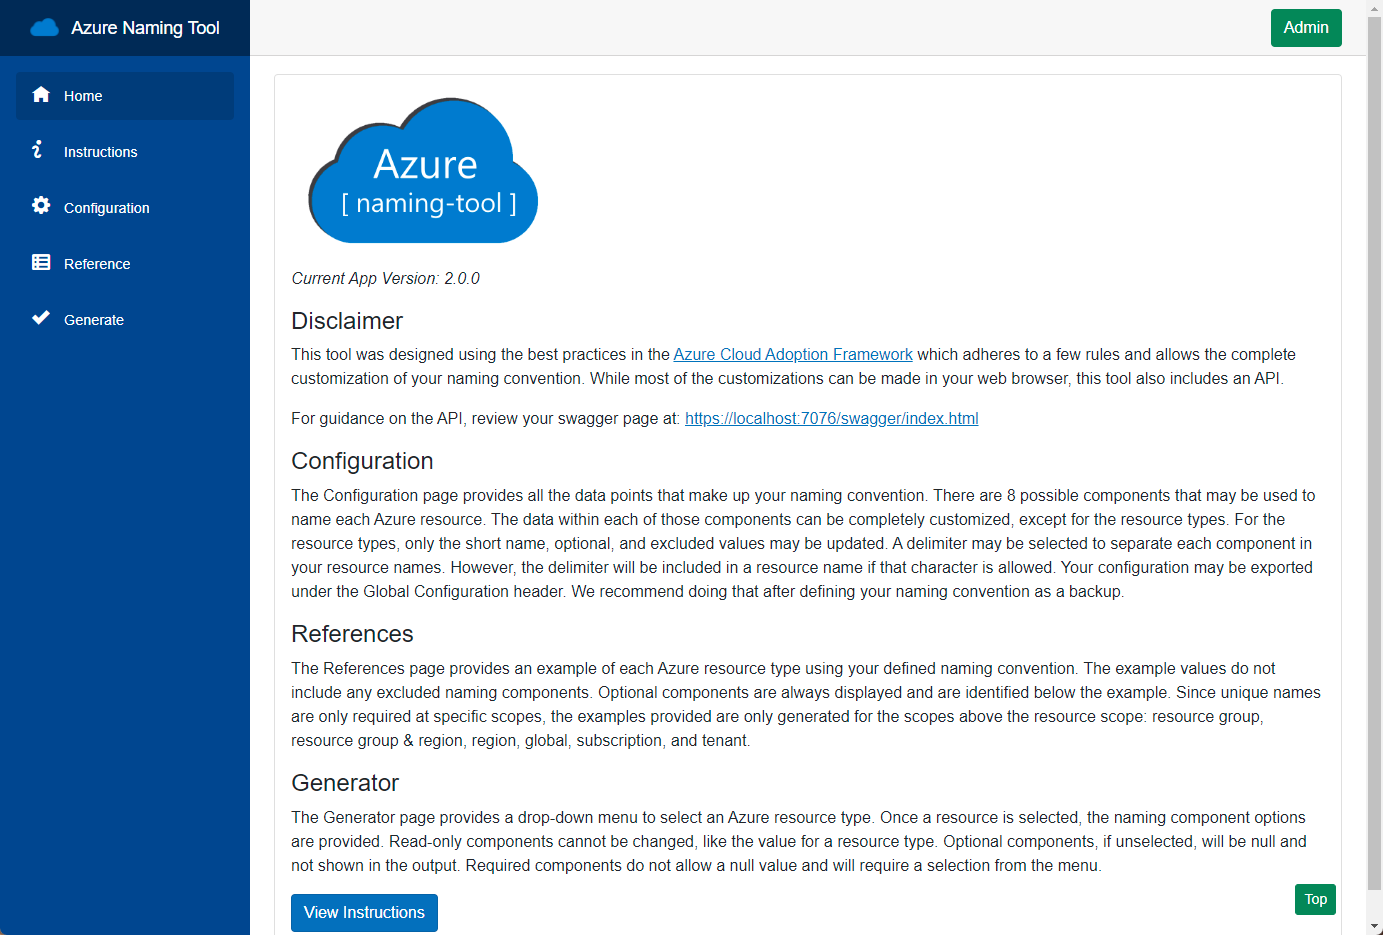 Azure Naming Tool
Admin
Home
Instructions
Configuration
Reference
Generate
Azure
[ naming-tool ]
Current App Version: 2.0.0
Disclaimer
This tool was designed using the best practices in the Azure Cloud Adoption Framework which adheres to a few rules and allows the complete
customization of your naming convention. While most of the customizations can be made in your web browser, this tool also includes an API.
For guidance on the API, review your swagger page at: https://localhost:7076/swagger/index.html
Configuration
The Configuration page provides all the data points that make up your naming convention. There are 8 possible components that may be used to
name each Azure resource. The data within each of those components can be completely customized, except for the resource types. For the
resource types, only the short name, optional, and excluded values may be updated. A delimiter may be selected to separate each component in
your resource names. However, the delimiter will be included in a resource name if that character is allowed. Your configuration may be exported
under the Global Configuration header. We recommend doing that after defining your naming convention as a backup.
References
The References page provides an example of each Azure resource type using your defined naming convention. The example values do not
include any excluded naming components. Optional components are always displayed and are identified below the example. Since unique names
are only required at specific scopes, the examples provided are only generated for the scopes above the resource scope: resource group,
resource group & region, region, global, subscription, and tenant.
Generator
The Generator page provides a drop-down menu to select an Azure resource type. Once a resource is selected, the naming component options
are provided. Read-only components cannot be changed, like the value for a resource type. Optional components, if unselected, will be null and
not shown in the output. Required components do not allow a null value and will require a selection from the menu.
Top
View Instructions